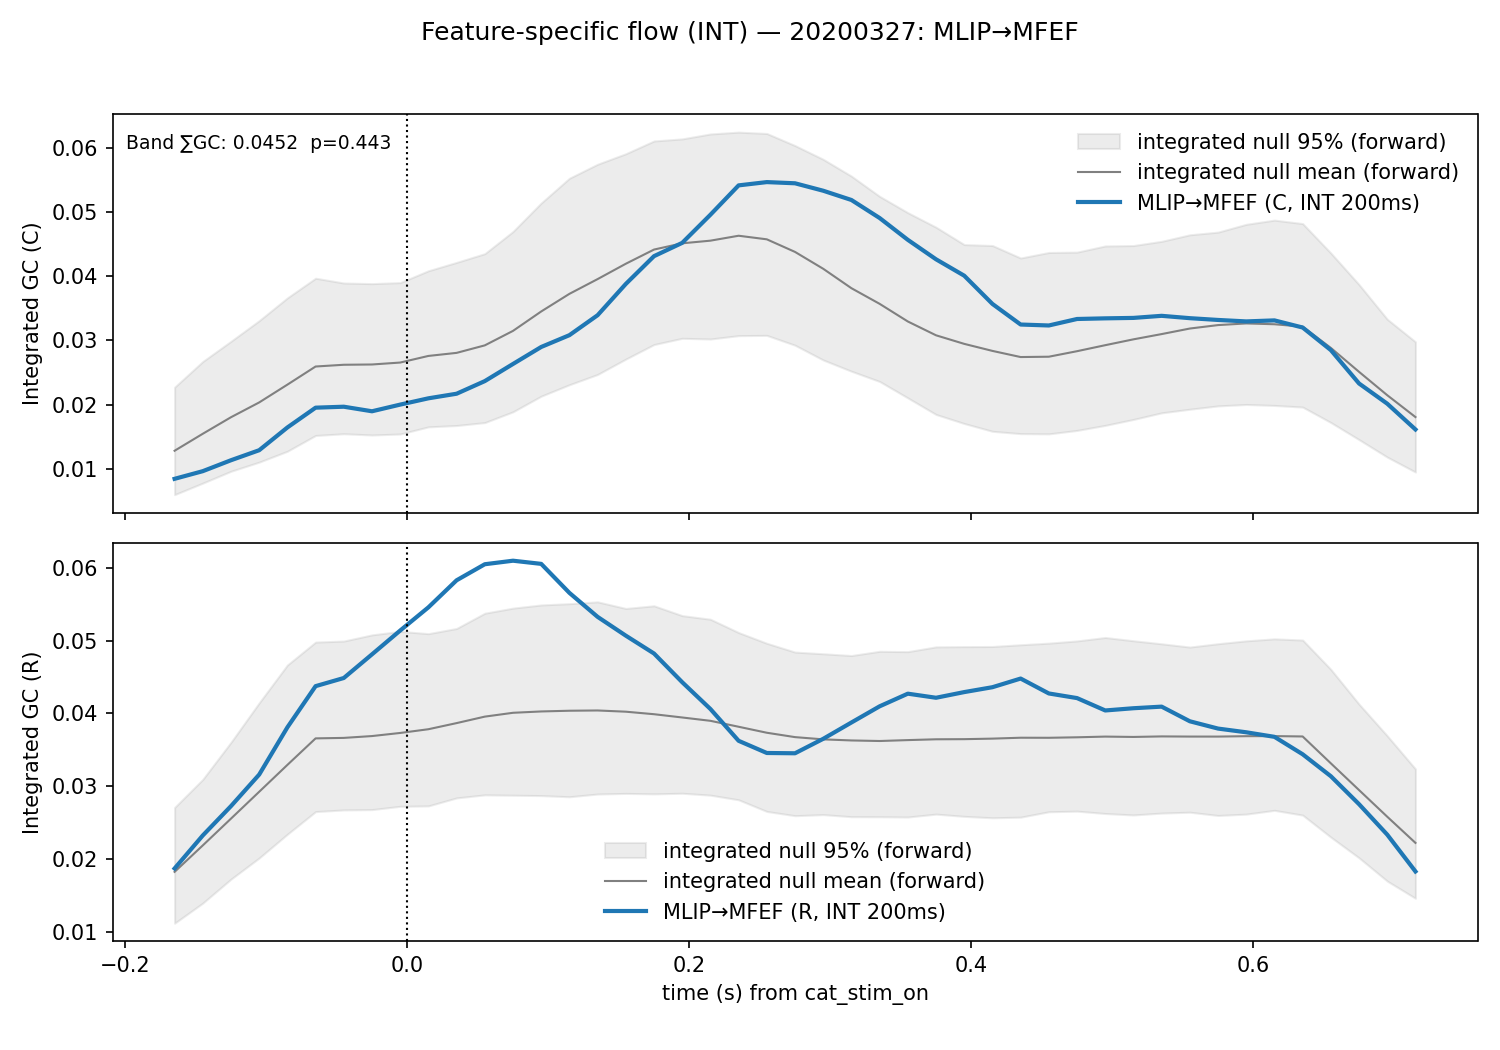 Feature-specific flow (INT) — 20200327: MLIP→MFEF
Band ∑GC: 0.0452  p=0.443
integrated null 95% (forward)
integrated null mean (forward)
MLIP→MFEF (C, INT 200ms)
Integrated GC (C)
0.06
0.05
0.04
0.03
0.02
0.01
Integrated GC (R)
0.06
0.05
0.04
0.03
0.02
0.01
integrated null 95% (forward)
integrated null mean (forward)
MLIP→MFEF (R, INT 200ms)
−0.2 0.0 0.2 0.4 0.6
time (s) from cat_stim_on